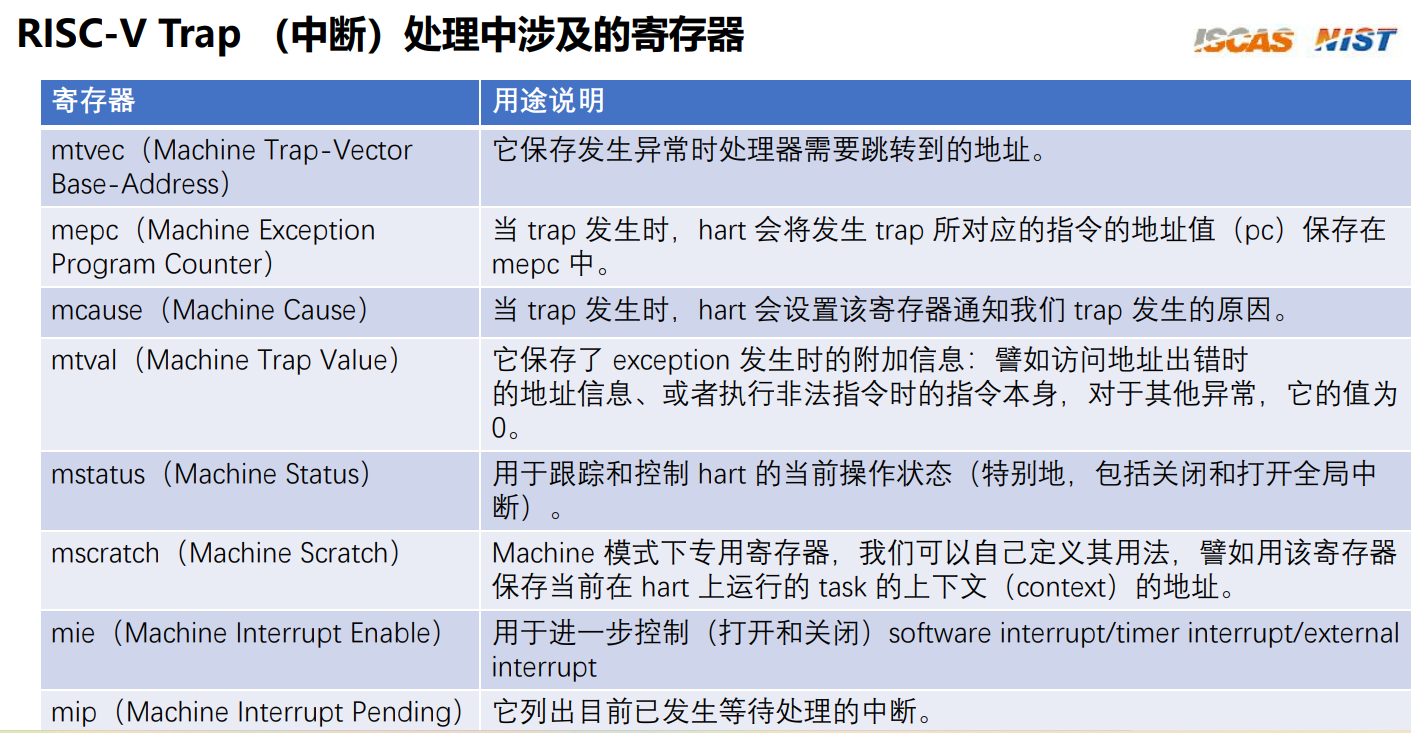 RISC-V Trap （中断）处理中涉及的寄存器
ISCAS NIST
寄存器
用途说明
mtvec（Machine Trap-Vector
Base-Address）
它保存发生异常时处理器需要跳转到的地址。
mepc（Machine Exception
Program Counter）
当 trap 发生时，hart 会将发生 trap 所对应的指令的地址值（pc）保存在
mepc 中。
mcause（Machine Cause）
当 trap 发生时，hart 会设置该寄存器通知我们 trap 发生的原因。
mtval（Machine Trap Value）
它保存了 exception 发生时的附加信息：譬如访问地址出错时
的地址信息、或者执行非法指令时的指令本身，对于其他异常，它的值为
0。
mstatus（Machine Status）
用于跟踪和控制 hart 的当前操作状态（特别地，包括关闭和打开全局中
断）。
mscratch（Machine Scratch）
Machine 模式下专用寄存器，我们可以自己定义其用法，譬如用该寄存器
保存当前在 hart 上运行的 task 的上下文（context）的地址。
mie（Machine Interrupt Enable）
用于进一步控制（打开和关闭）software interrupt/timer interrupt/external
interrupt
mip（Machine Interrupt Pending）
它列出目前已发生等待处理的中断。